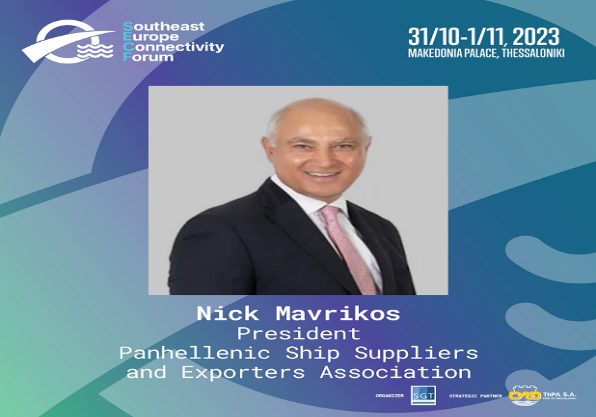 Southeast
Europe
Connectivity
Forum
31/10-1/11, 2023
MAKEDONIA PALACE, THESSALONIKI
Nick Mavrikos
President
Panhellenic Ship Suppliers
and Exporters Association
ORGANIZER
SGT
STRATEGIC PARTNER
ThPA S.A.